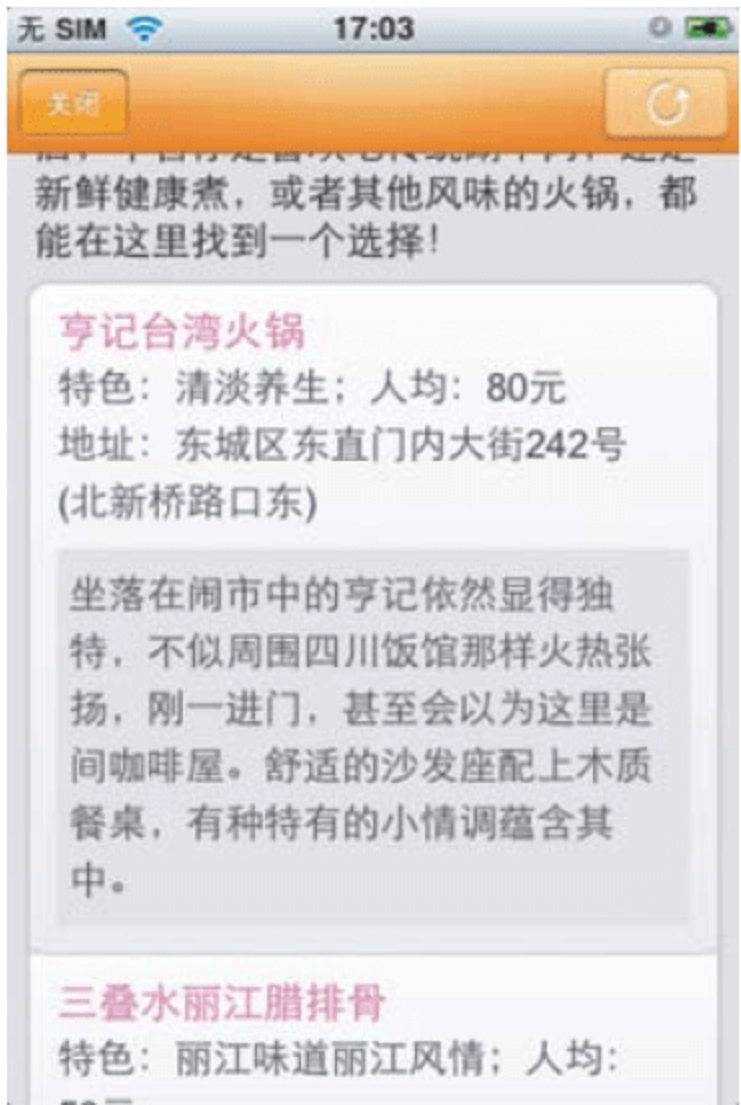 无 SIM 17:03
关闭
新鲜健康煮，或者其他风味的火锅，都
能在这里找到一个选择！
亨记台湾火锅
特色：清淡养生；人均：80元
地址：东城区东直门内大街242号
(北新桥路口东)
坐落在闹市中的亨记依然显得独
特，不似周围四川饭馆那样火热张
扬，刚一进门，甚至会以为这里是
间咖啡屋。舒适的沙发座配上木质
餐桌，有种特有的小情调蕴含其
中。
三叠水丽江腊排骨
特色：丽江味道丽江风情；人均：